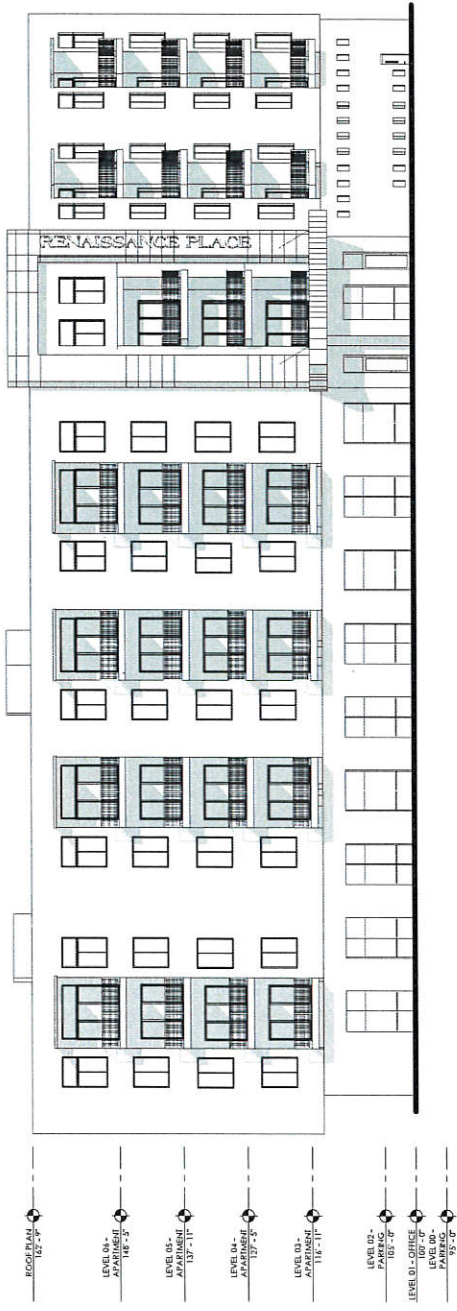 RENAISSANCE PLACE
ROOF PLAN
162' - 9"
LEVEL 06 -
APARTMENT
148' - 5"
LEVEL 05 -
APARTMENT
137' - 11"
LEVEL 04 -
APARTMENT
127' - 5"
LEVEL 03 -
APARTMENT
116' - 11"
LEVEL 02 -
PARKING
105' - 0"
LEVEL 01 - OFFICE
100' - 0"
LEVEL 00 -
PARKING
95' - 0"